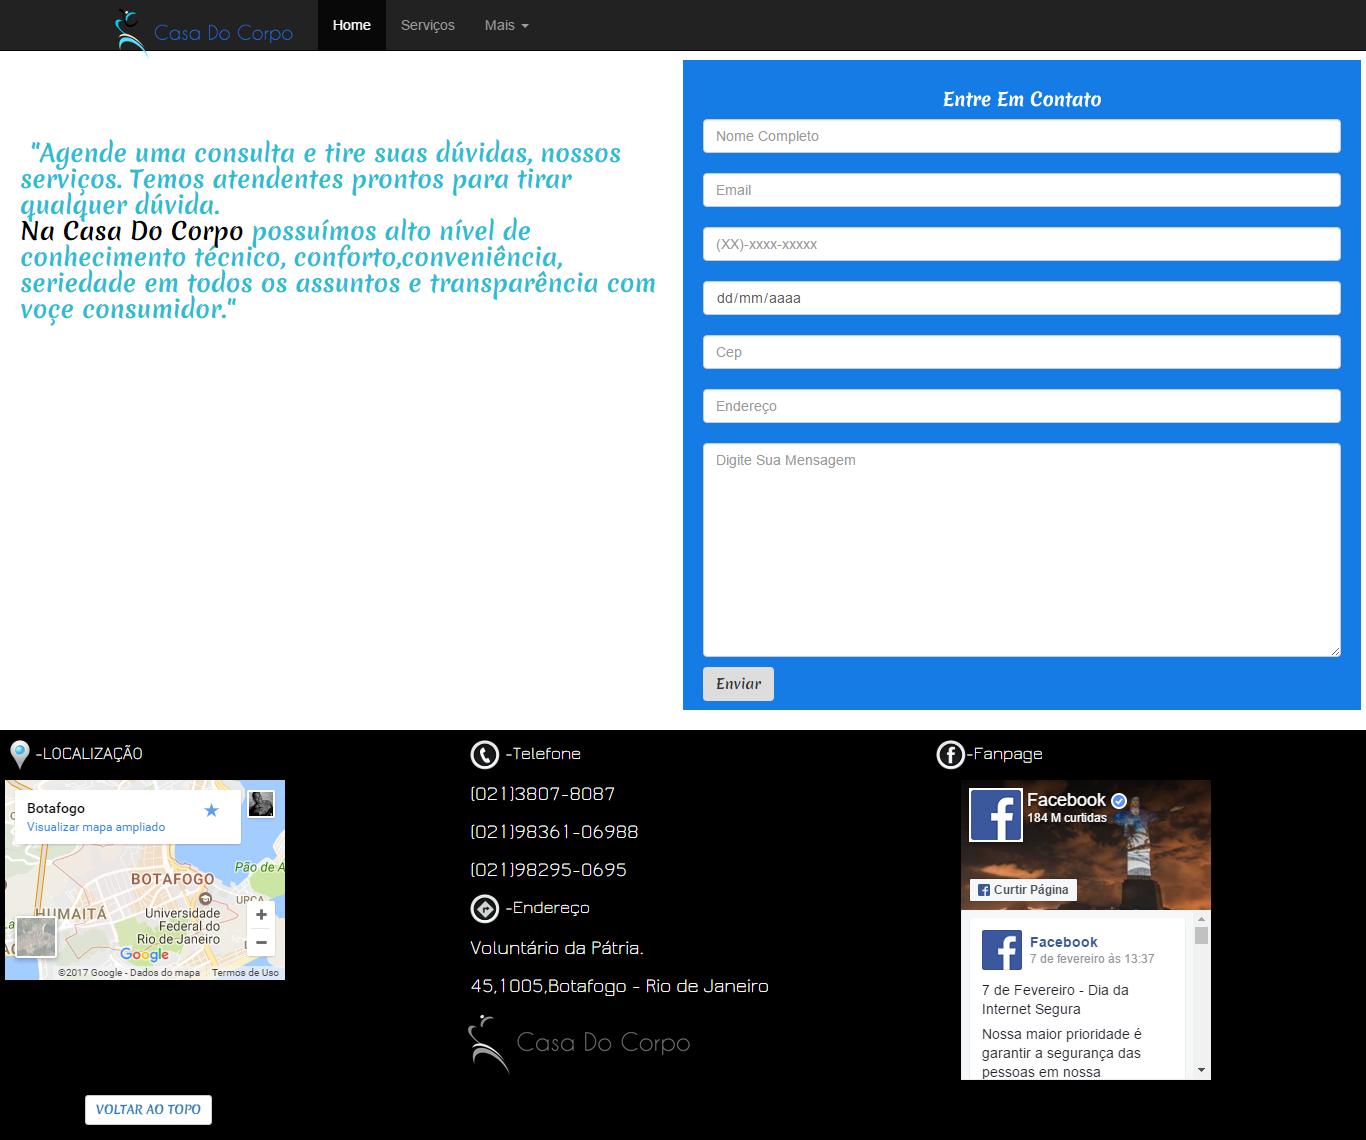 Casa Do Corpo
Home
Serviços
Mais
"Agende uma consulta e tire suas dúvidas, nossos
serviços. Temos atendentes prontos para tirar
qualquer dúvida.
Na Casa Do Corpo possuímos alto nível de
conhecimento técnico, conforto,conveniência,
seriedade em todos os assuntos e transparência com
voçe consumidor."
Entre Em Contato
Nome Completo
Email
(XX)-xxxx-xxxxx
dd/mm/aaaa
Cep
Endereço
Digite Sua Mensagem
Enviar
-LOCALIZAÇÃO
Botafogo
Visualizar mapa ampliado
Pão de A
BOTAFOGO
URCA
HUMAITÁ
Universidade
Federal do
Rio de Janeiro
Google
©2017 Google - Dados do mapa
Termos de Uso
VOLTAR AO TOPO
-Telefone
(021)3807-8087
(021)98361-06988
(021)98295-0695
-Endereço
Voluntário da Pátria.
45,1005,Botafogo - Rio de Janeiro
Casa Do Corpo
-Fanpage
Facebook
184 M curtidas
Curtir Página
Facebook
7 de fevereiro às 13:37
7 de Fevereiro - Dia da
Internet Segura
Nossa maior prioridade é
garantir a segurança das
pessoas em nossa